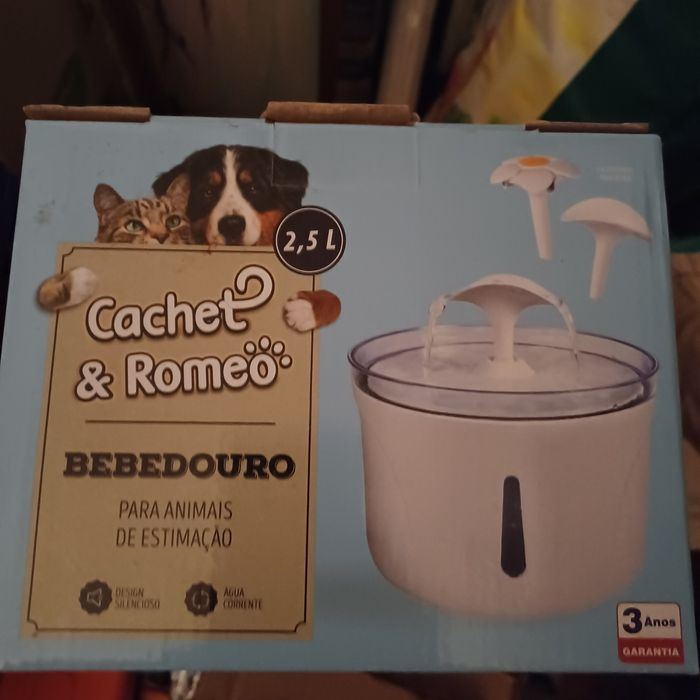 2,5 L
Cachet
& Romeo
BEBEDOURO
PARA ANIMAIS
DE ESTIMAÇÃO
DESIGN
SILENCIOSO
ÁGUA
CORRENTE
3 Anos
GARANTIA